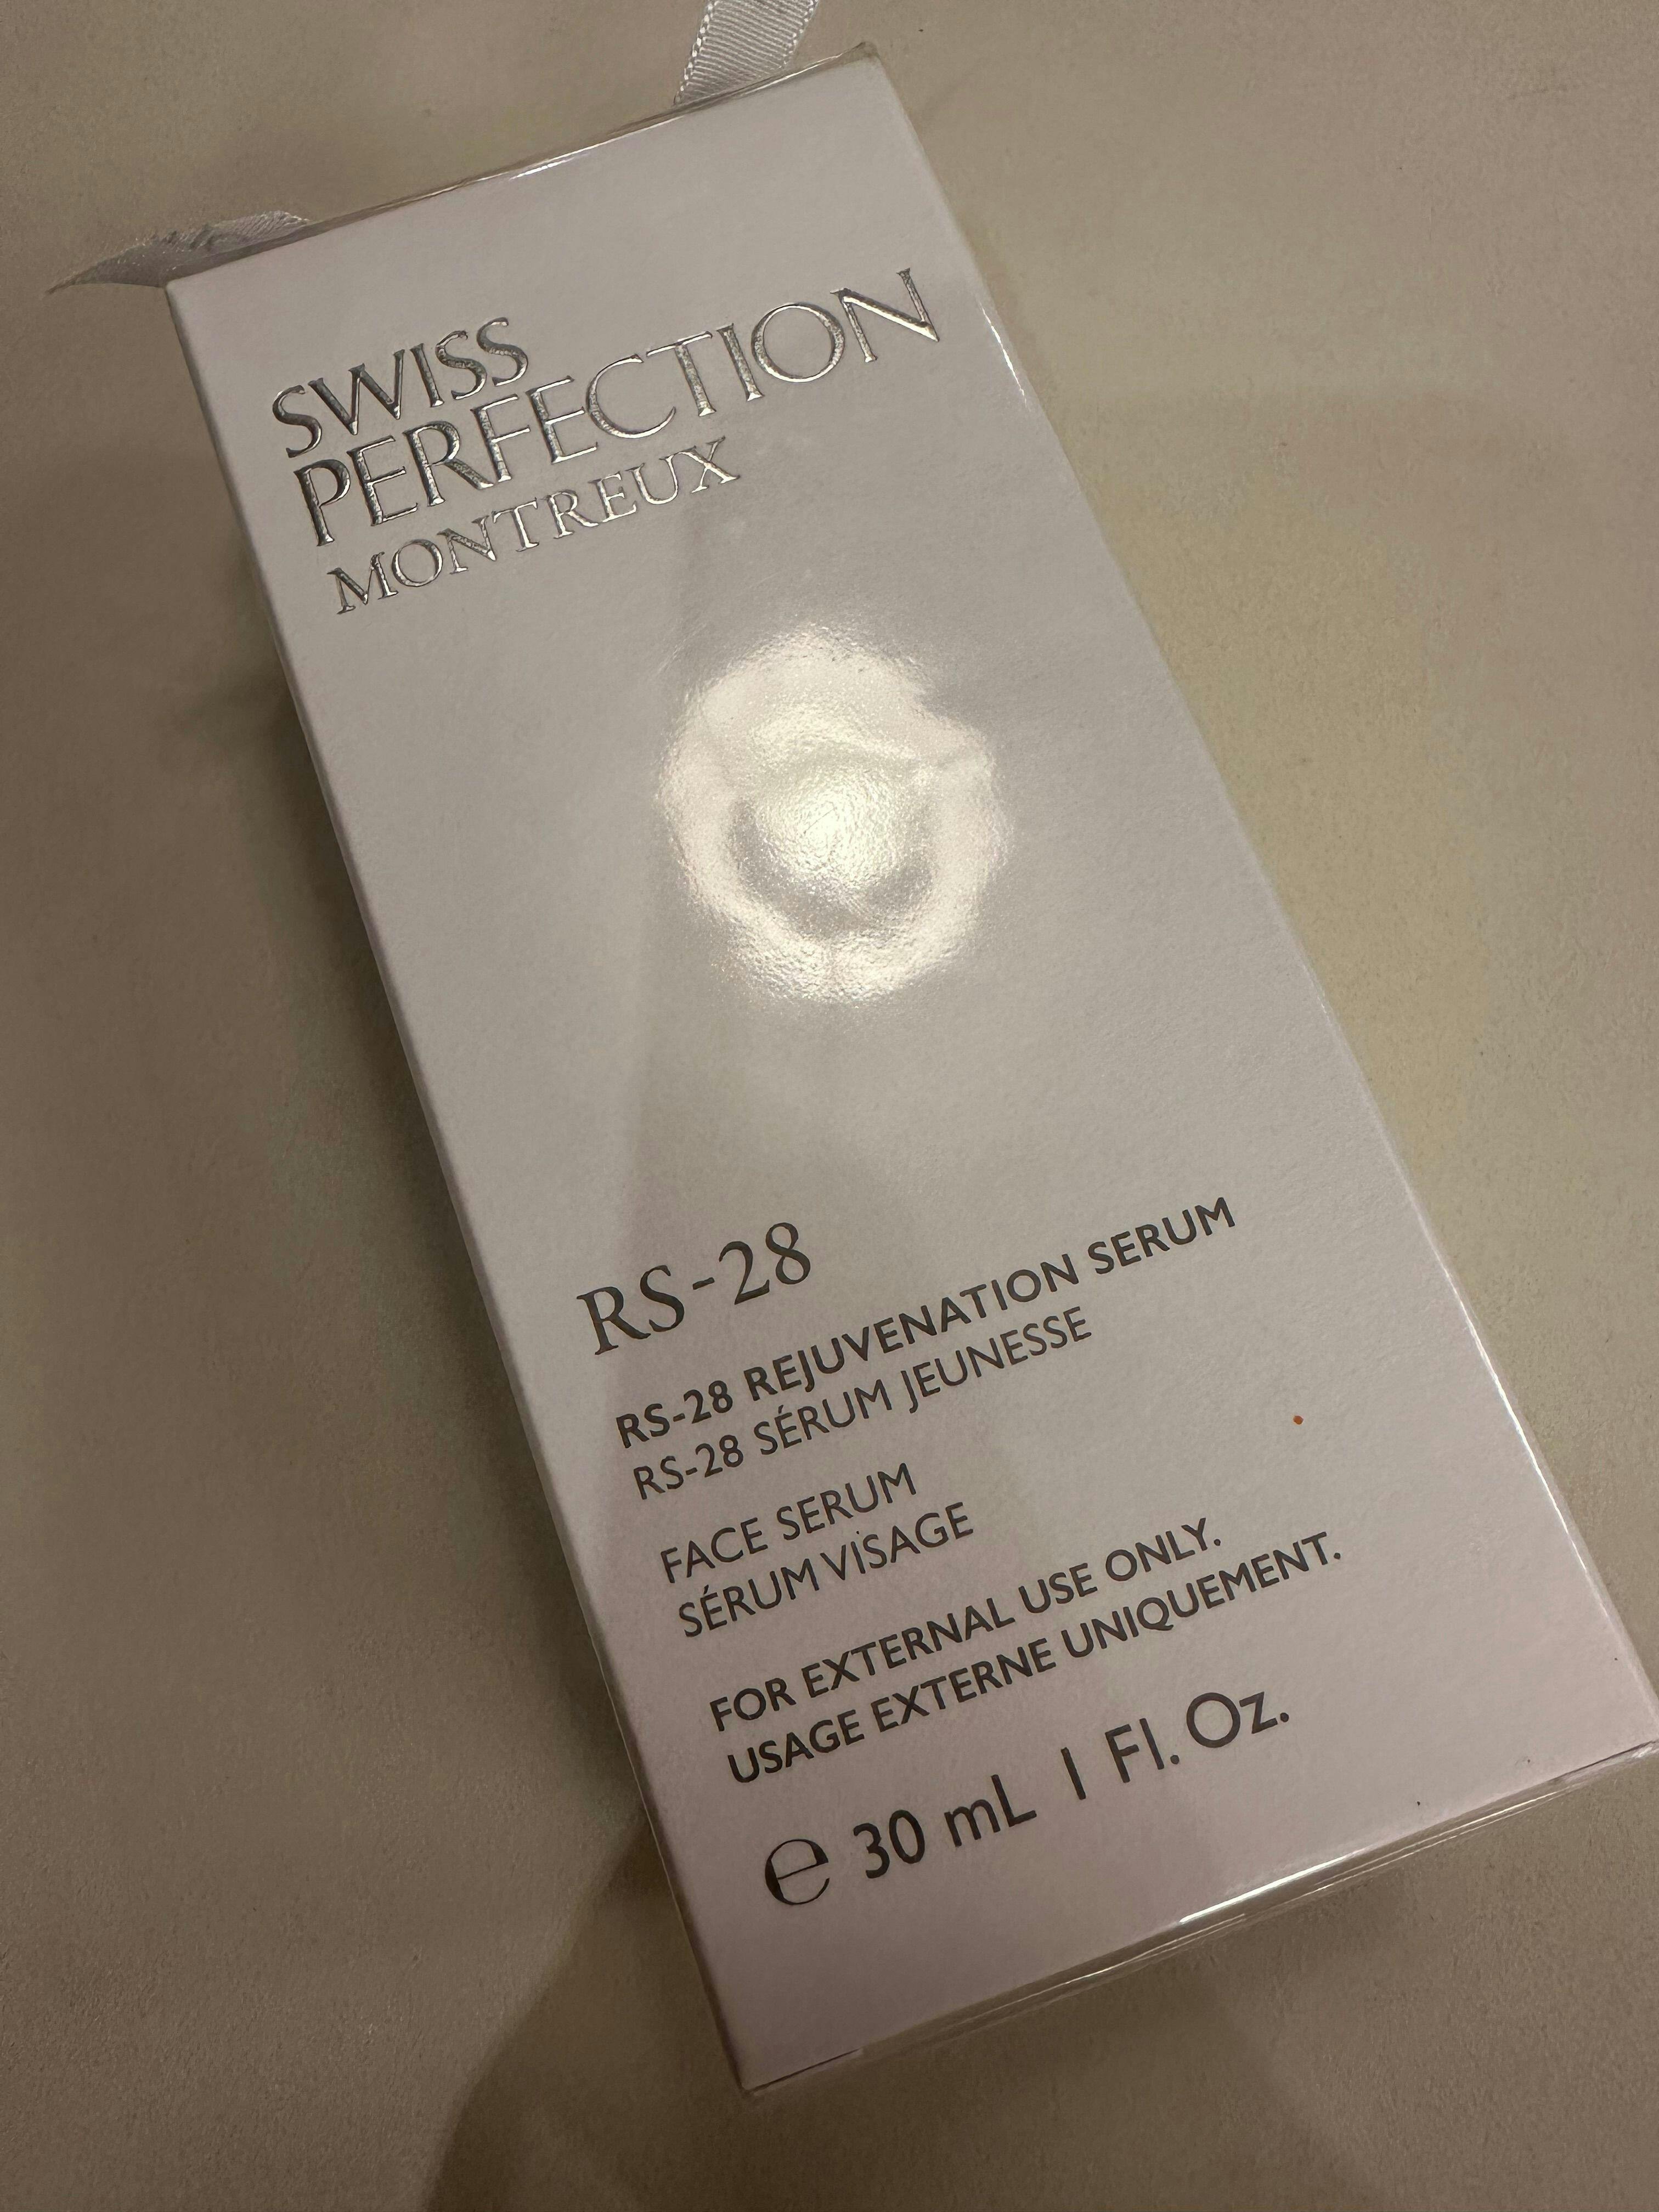 SWISS
PERFECTION
MONTREUX
RS-28
RS-28 REJUVENATION SERUM
RS-28 SÉRUM JEUNESSE
FACE SERUM
SÉRUM VISAGE
FOR EXTERNAL USE ONLY.
USAGE EXTERNE UNIQUEMENT.
℮ 30 mL 1 Fl. Oz.